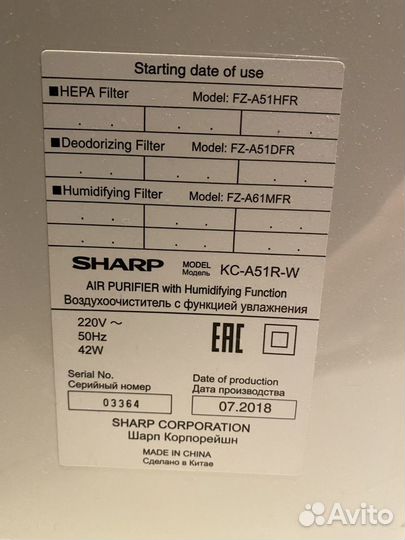 Starting date of use
■HEPA Filter Model: FZ-A51HFR
. . . . . .
■Deodorizing Filter Model: FZ-A51DFR
. . . . . .
■Humidifying Filter Model: FZ-A61MFR
. . . . . .
. . . . . .
SHARP MODEL Модель KC-A51R-W
AIR PURIFIER with Humidifying Function
Воздухоочиститель с функцией увлажнения
220V ~
50Hz
42W
EAC
Serial No. Date of production
Серийный номер Дата производства
03364 07.2018
SHARP CORPORATION
Шарп Корпорейшн
MADE IN CHINA
Сделано в Китае
Avito